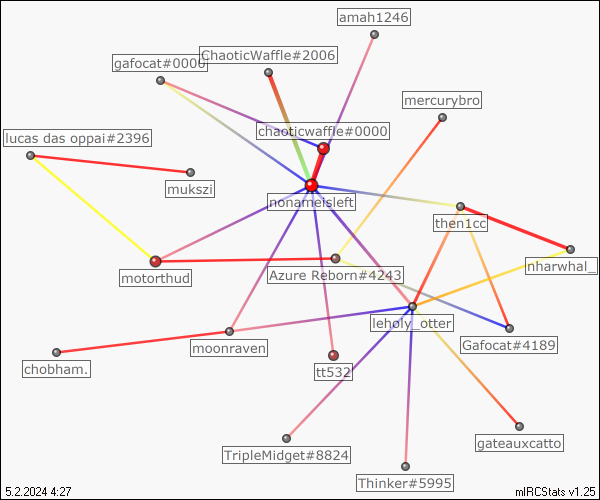 amah1246
ChaoticWaffle#2006
gafocat#0000
mercurybro
chaoticwaffle#0000
lucas das oppai#2396
mukszi
nonameisleft
then1cc
nharwhal_
motorthud
Azure Reborn#4243
leholy_otter
Gafocat#4189
moonraven
chobham.
tt532
gateauxcatto
TripleMidget#8824
Thinker#5995
5.2.2024 4:27
mIRCStats v1.25